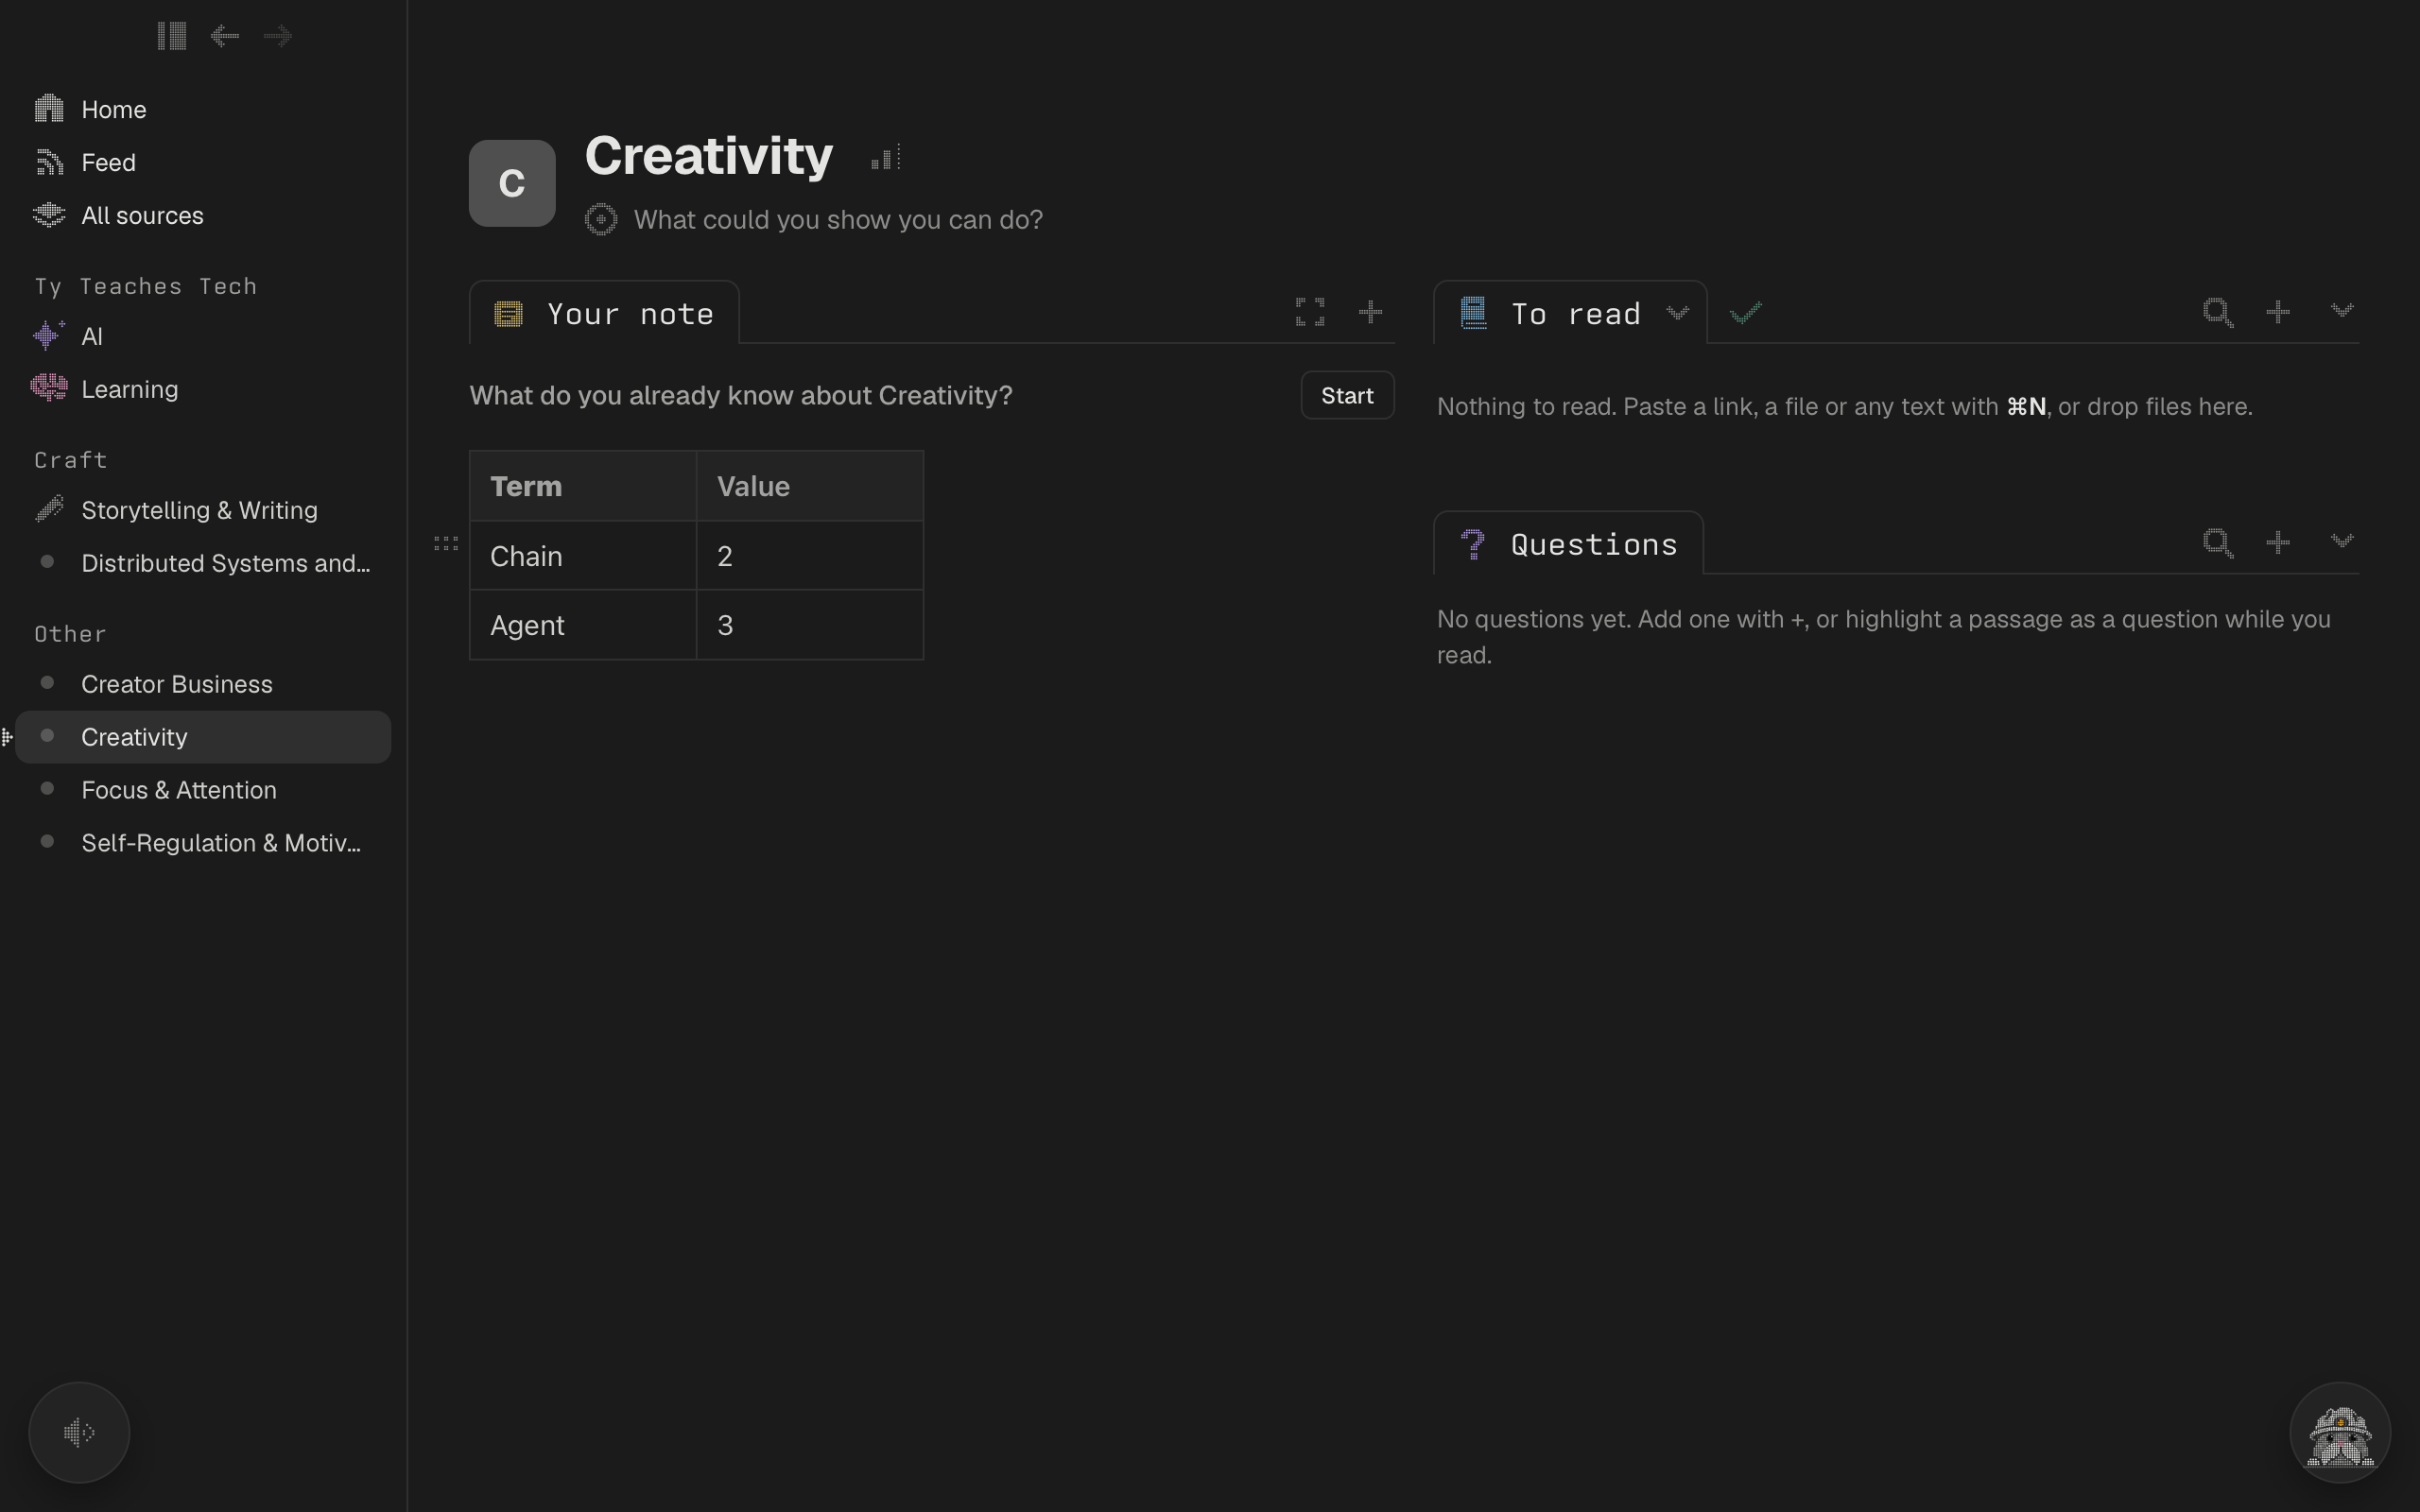 Home
Feed
All sources
Ty Teaches Tech
AI
Learning
Craft
Storytelling & Writing
Distributed Systems and…
Other
Creator Business
Creativity
Focus & Attention
Self-Regulation & Motiv…
C
Creativity
What could you show you can do?
Your note
What do you already know about Creativity?
Start
Term Value
Chain 2
Agent 3
To read
Nothing to read. Paste a link, a file or any text with ⌘N, or drop files here.
Questions
No questions yet. Add one with +, or highlight a passage as a question while you
read.